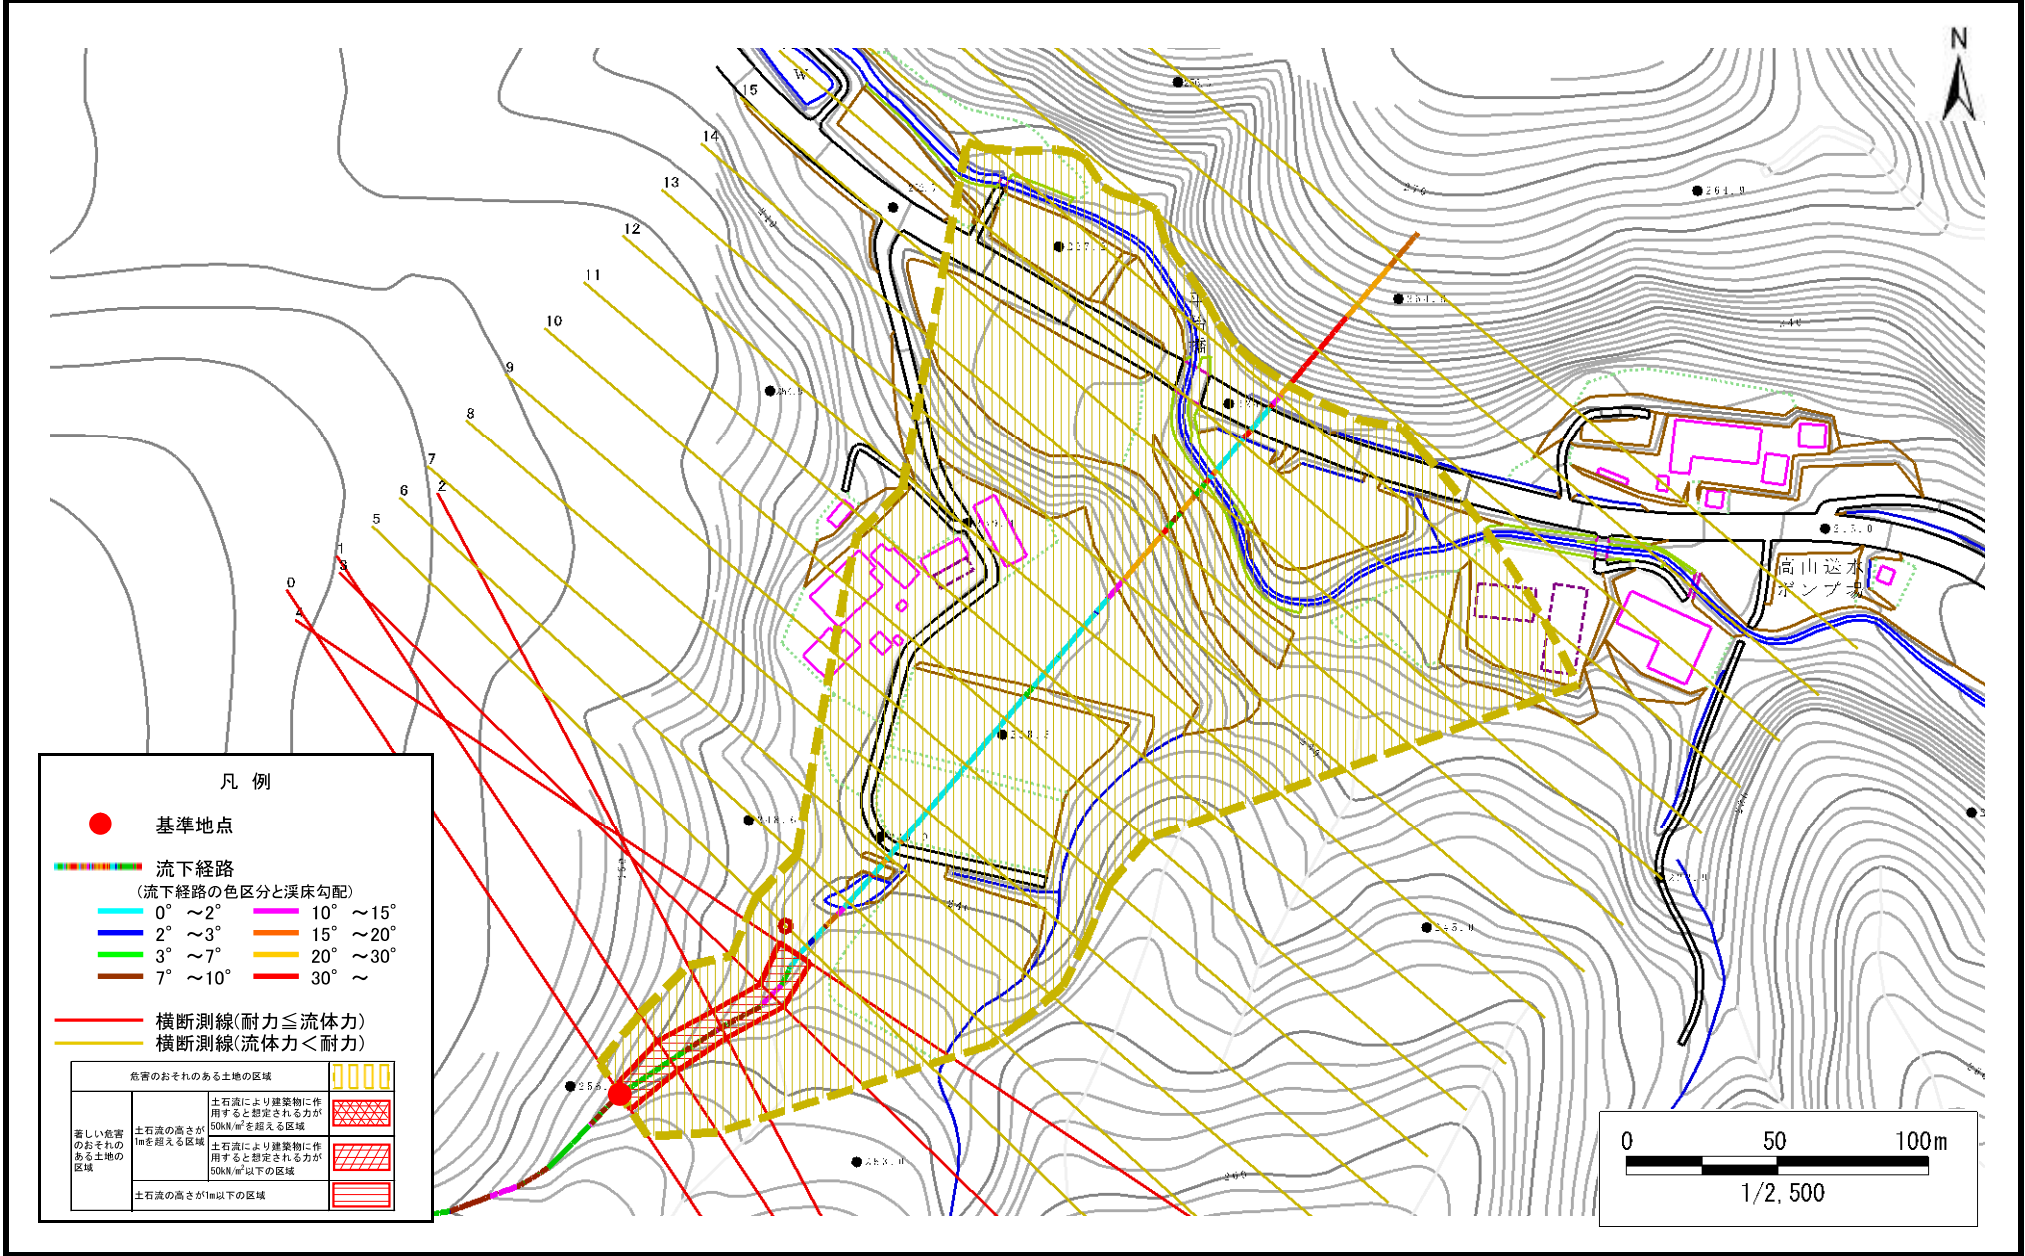 N
W
15
14
13
12
11
10
9
8
7
2
6
5
1
3
0
4
264.9
270
240
高山送水
ポンプ場
凡 例
基準地点
流下経路
(流下経路の色区分と渓床勾配)
0° ~2°
10° ~15°
2° ~3°
15° ~20°
3° ~7°
20° ~30°
7° ~10°
30° ~
横断測線(耐力≦流体力)
横断測線(流体力<耐力)
危害のおそれのある土地の区域
著しい危害
のおそれの
ある土地の
区域
土石流の高さが
1mを超える区域
土石流により建築物に作
用すると想定される力が
50kN/m²を超える区域
土石流により建築物に作
用すると想定される力が
50kN/m²以下の区域
土石流の高さが1m以下の区域
253.0
260
0 50 100m
1/2,500